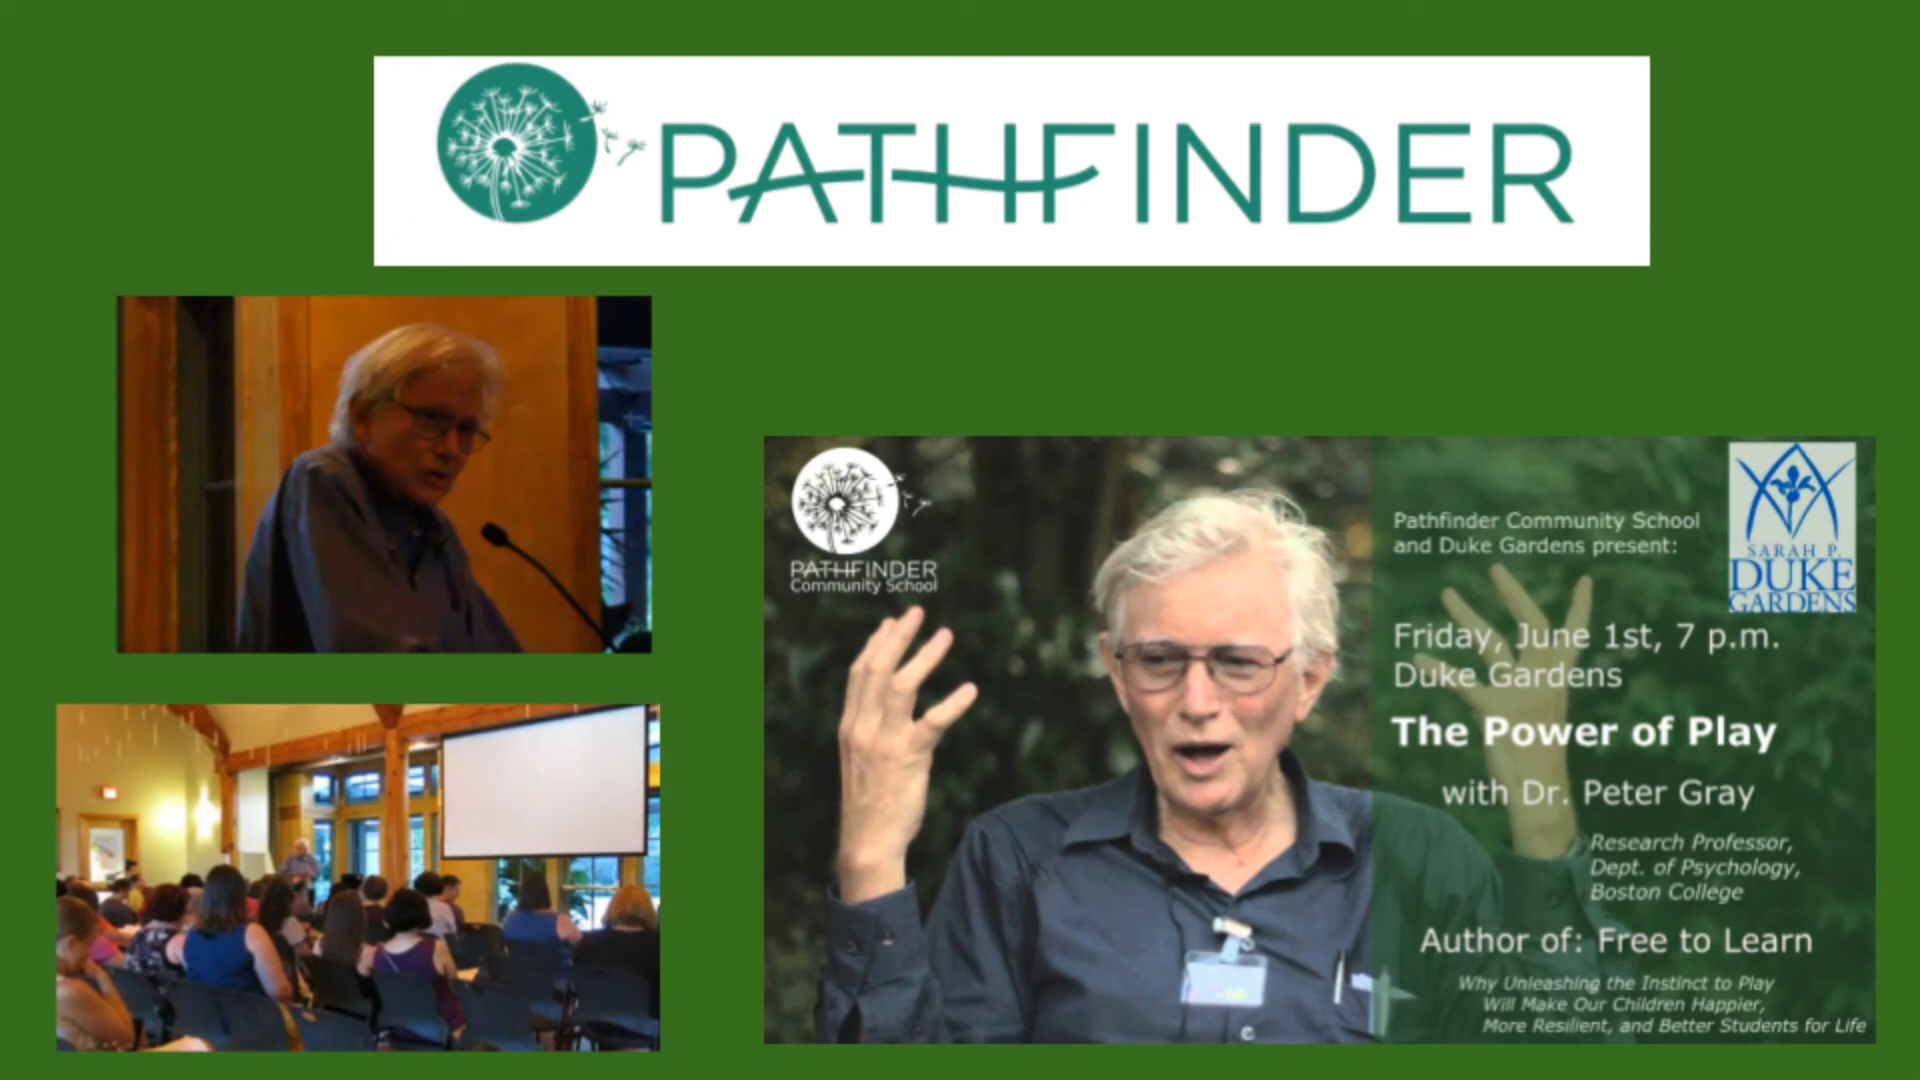 PATHFINDER
PATHFINDER
Community School
Pathfinder Community School
and Duke Gardens present:
SARAH P.
DUKE
GARDENS
Friday, June 1st, 7 p.m.
Duke Gardens
The Power of Play
with Dr. Peter Gray
Research Professor,
Dept. of Psychology,
Boston College
Author of: Free to Learn
Why Unleashing the Instinct to Play
Will Make Our Children Happier,
More Resilient, and Better Students for Life